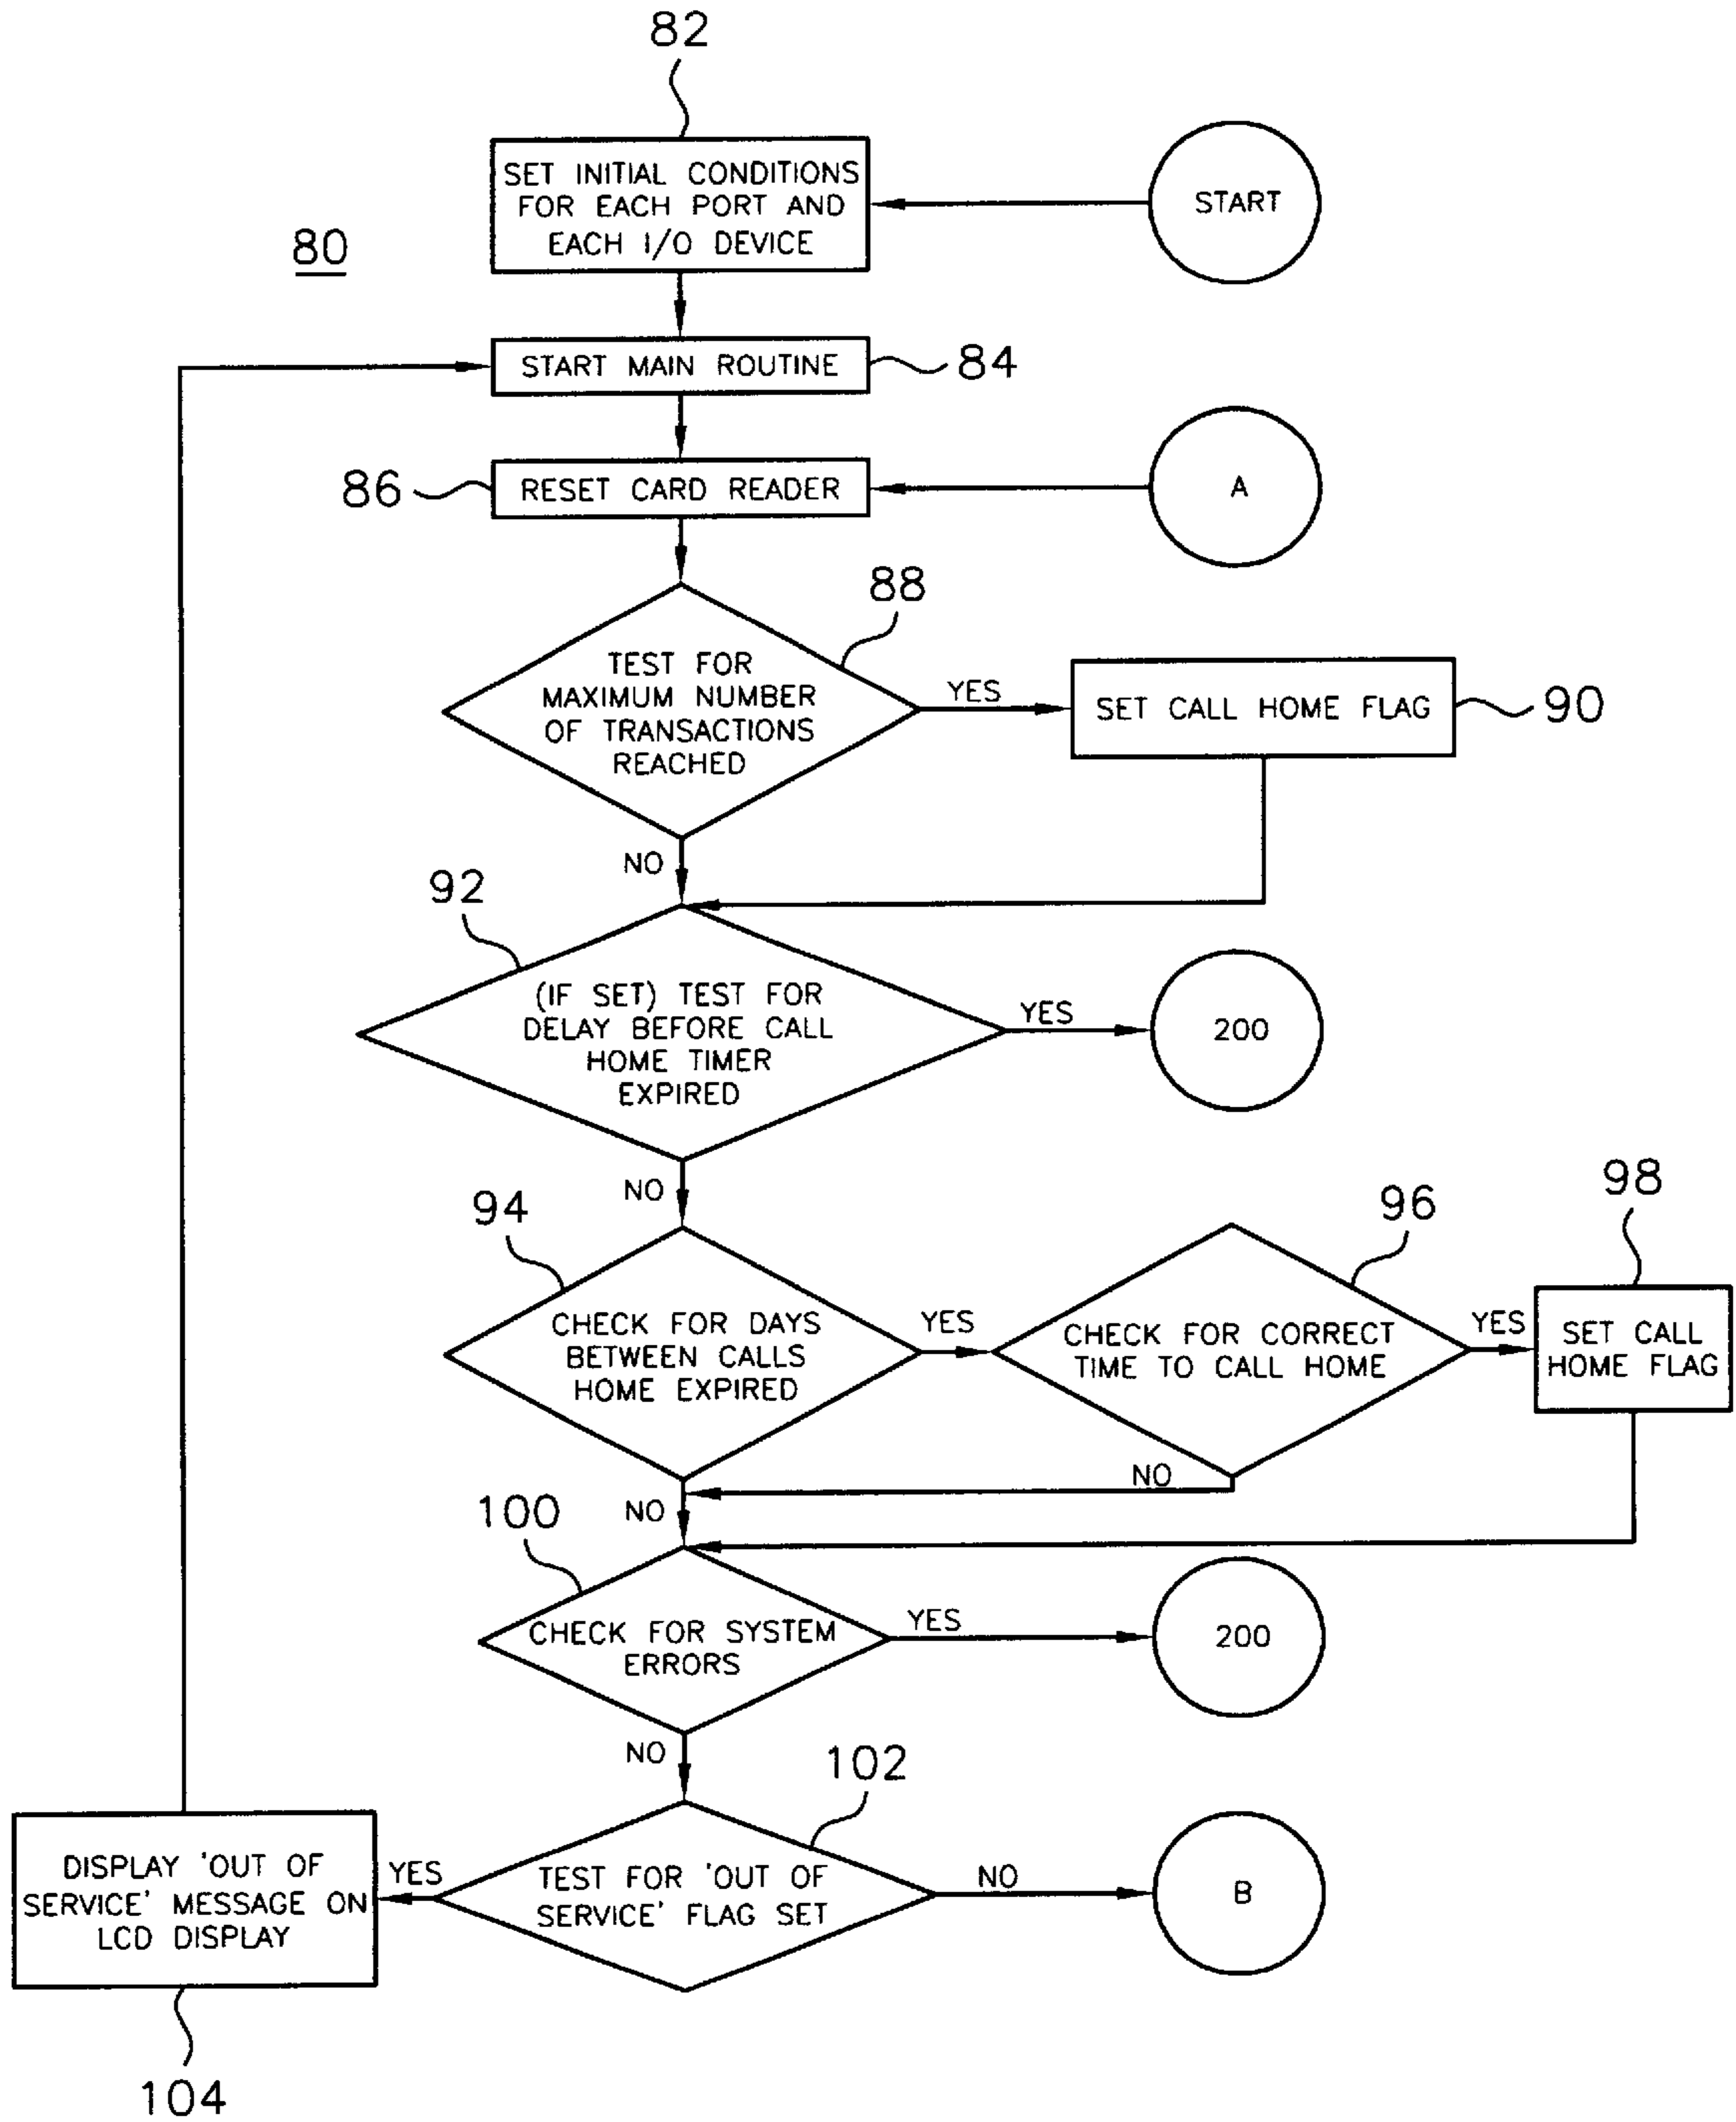 82
SET INITIAL CONDITIONS
FOR EACH PORT AND
EACH I/O DEVICE
START
80
START MAIN ROUTINE
84
86
RESET CARD READER
A
88
TEST FOR
MAXIMUM NUMBER
OF TRANSACTIONS
REACHED
YES
SET CALL HOME FLAG
90
NO
92
(IF SET) TEST FOR
DELAY BEFORE CALL
HOME TIMER
EXPIRED
YES
200
NO
94
CHECK FOR DAYS
BETWEEN CALLS
HOME EXPIRED
YES
96
CHECK FOR CORRECT
TIME TO CALL HOME
YES
98
SET CALL
HOME FLAG
NO
NO
100
CHECK FOR SYSTEM
ERRORS
YES
200
NO
102
TEST FOR 'OUT OF
SERVICE' FLAG SET
YES
DISPLAY 'OUT OF
SERVICE' MESSAGE ON
LCD DISPLAY
NO
B
104